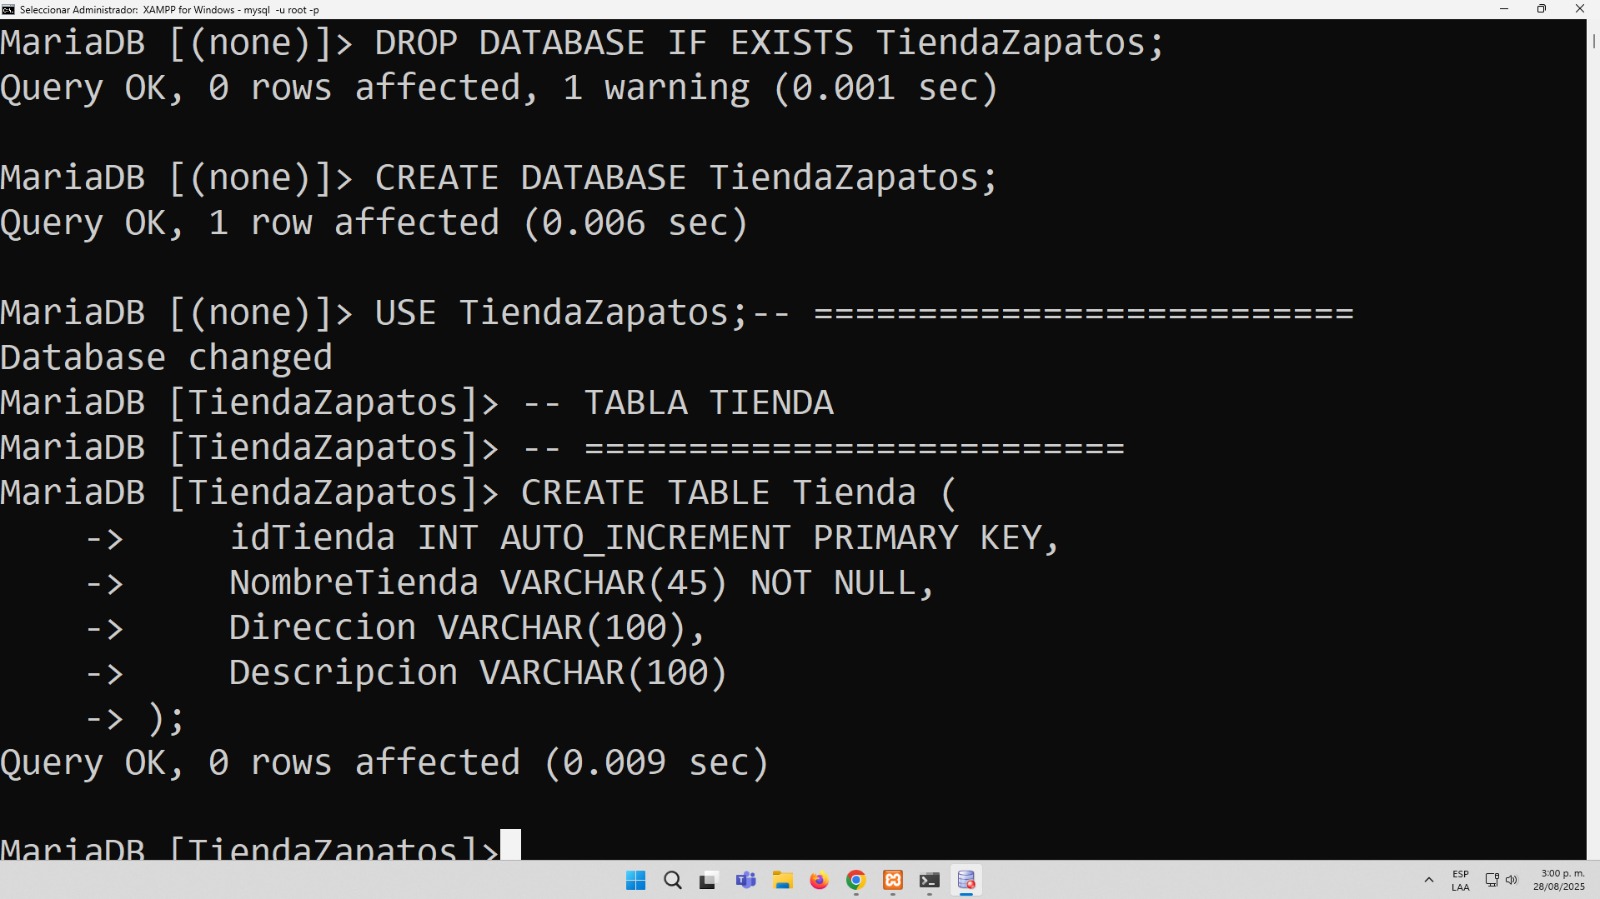 Seleccionar Administrador: XAMPP for Windows - mysql -u root -p
MariaDB [(none)]> DROP DATABASE IF EXISTS TiendaZapatos;
Query OK, 0 rows affected, 1 warning (0.001 sec)
MariaDB [(none)]> CREATE DATABASE TiendaZapatos;
Query OK, 1 row affected (0.006 sec)
MariaDB [(none)]> USE TiendaZapatos;-- ==========================
Database changed
MariaDB [TiendaZapatos]> -- TABLA TIENDA
MariaDB [TiendaZapatos]> -- ==========================
MariaDB [TiendaZapatos]> CREATE TABLE Tienda (
    ->     idTienda INT AUTO_INCREMENT PRIMARY KEY,
    ->     NombreTienda VARCHAR(45) NOT NULL,
    ->     Direccion VARCHAR(100),
    ->     Descripcion VARCHAR(100)
    -> );
Query OK, 0 rows affected (0.009 sec)
MariaDB [TiendaZapatos]>
ESP
LAA
3:00 p. m.
28/08/2025